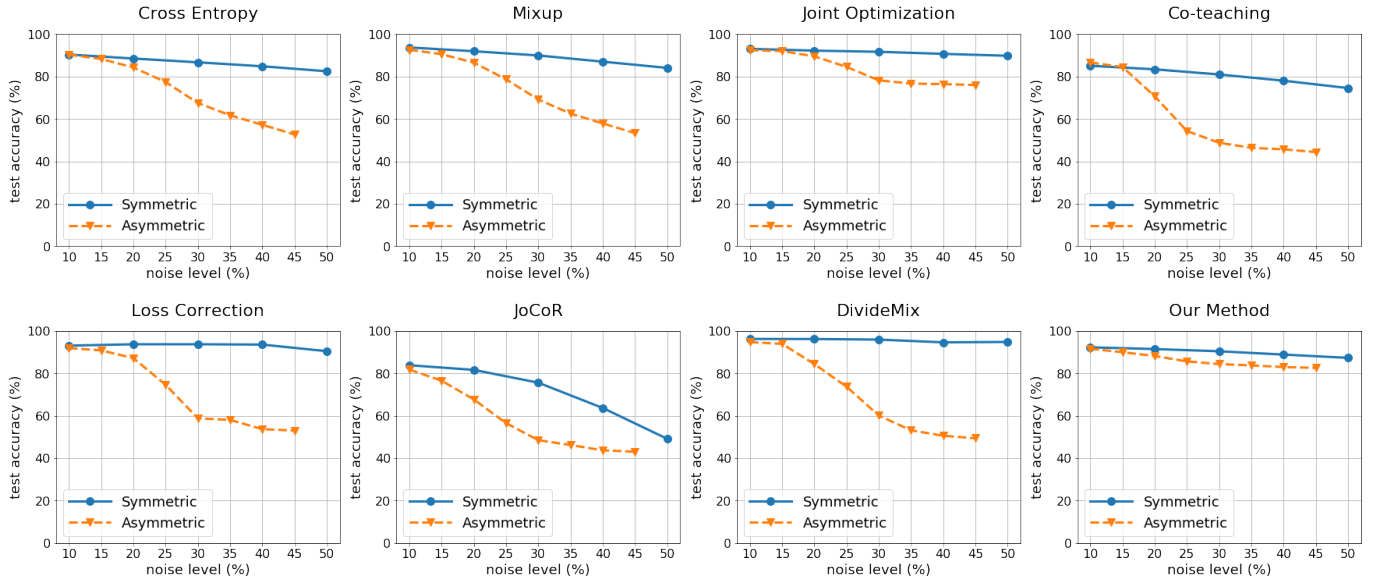 Cross Entropy
test accuracy (%)
100
80
60
40
20
0
Symmetric
Asymmetric
10 15 20 25 30 35 40 45 50
noise level (%)
Mixup
test accuracy (%)
100
80
60
40
20
0
Symmetric
Asymmetric
10 15 20 25 30 35 40 45 50
noise level (%)
Joint Optimization
test accuracy (%)
100
80
60
40
20
0
Symmetric
Asymmetric
10 15 20 25 30 35 40 45 50
noise level (%)
Co-teaching
test accuracy (%)
100
80
60
40
20
0
Symmetric
Asymmetric
10 15 20 25 30 35 40 45 50
noise level (%)
Loss Correction
test accuracy (%)
100
80
60
40
20
0
Symmetric
Asymmetric
10 15 20 25 30 35 40 45 50
noise level (%)
JoCoR
test accuracy (%)
100
80
60
40
20
0
Symmetric
Asymmetric
10 15 20 25 30 35 40 45 50
noise level (%)
DivideMix
test accuracy (%)
100
80
60
40
20
0
Symmetric
Asymmetric
10 15 20 25 30 35 40 45 50
noise level (%)
Our Method
test accuracy (%)
100
80
60
40
20
0
Symmetric
Asymmetric
10 15 20 25 30 35 40 45 50
noise level (%)